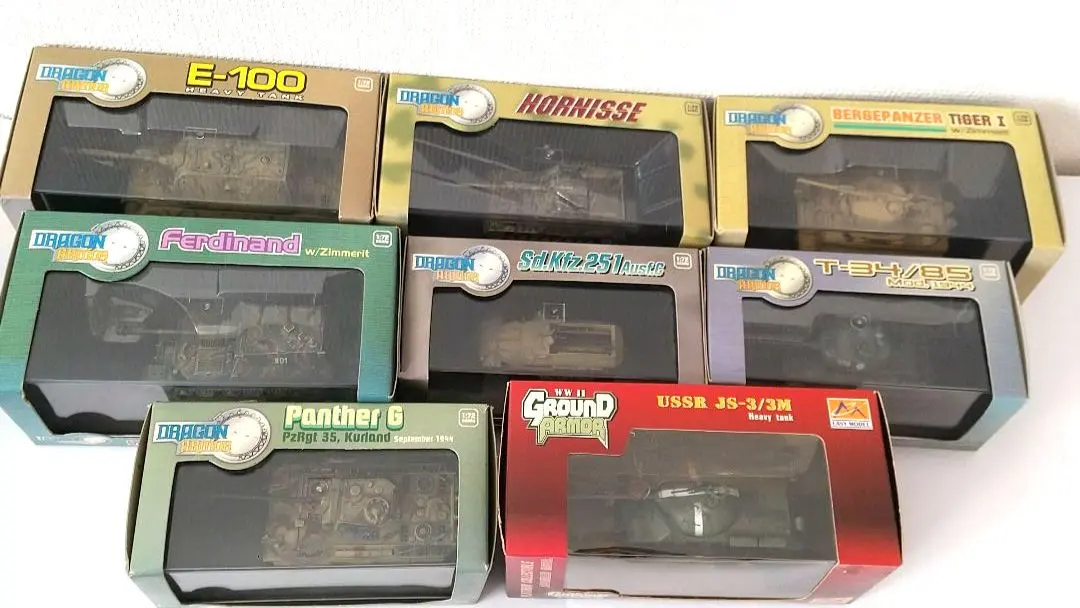 DRAGON
ARMOR
E-100
HEAVY TANK
1:72
DRAGON
ARMOR
HORNISSE
DRAGON
ARMOR
BERGEPANZER TIGER I
w/Zimmerit
DRAGON
ARMOR
Ferdinand
w/Zimmerit
1:72
501
DRAGON
ARMOR
Sd.Kfz.251 Ausf.C
1:72
DRAGON
ARMOR
T-34/85
Mod. 1944
DRAGON
ARMOR
Panther G
PzRgt 35, Kurland September 1944
1:72
WW II
GROUND
ARMOR
USSR JS-3/3M
Heavy tank
EASY MODEL